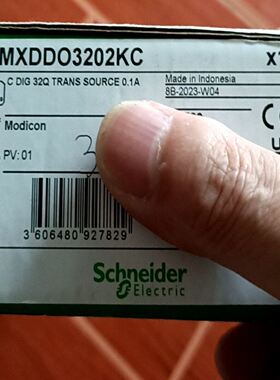 MXDDO3202KC
x1
C DIG 32Q TRANS SOURCE 0.1A
Made in Indonesia
8B-2023-W04
Modicon
PV: 01
3 606480 927829
Schneider
Electric